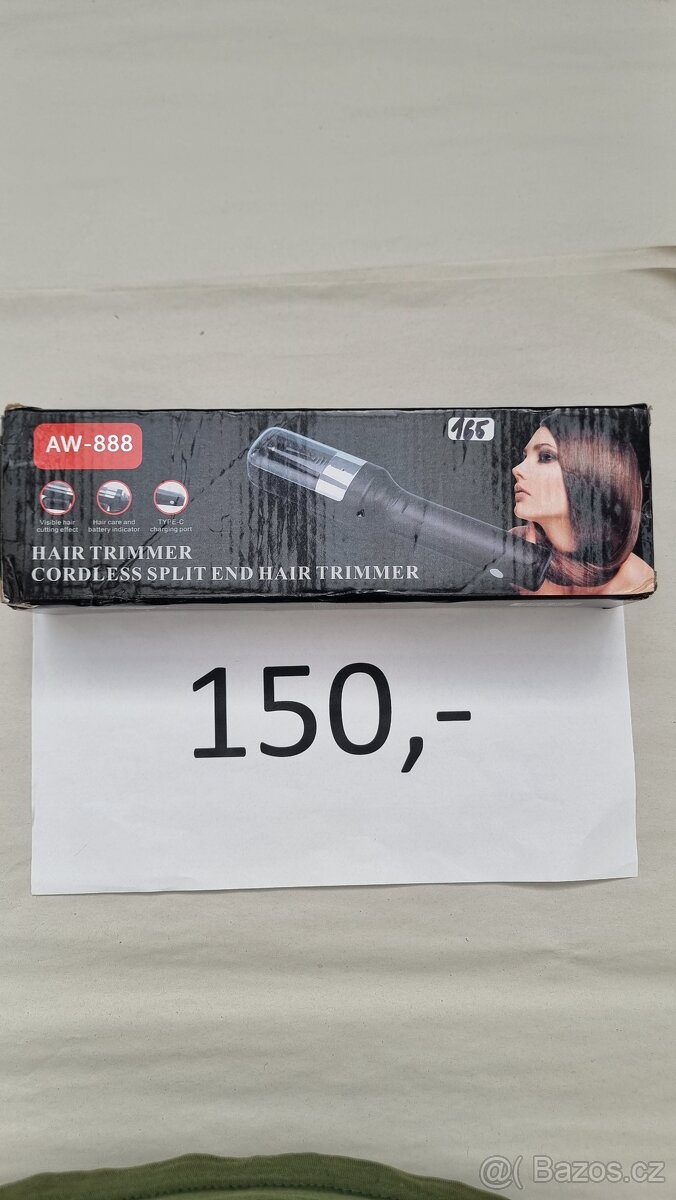 AW-888
165
Visible hair
cutting effect
Hair care and
battery indicator
TYPE-C
charging port
HAIR TRIMMER
CORDLESS SPLIT END HAIR TRIMMER
150,-
@( Bazos.cz